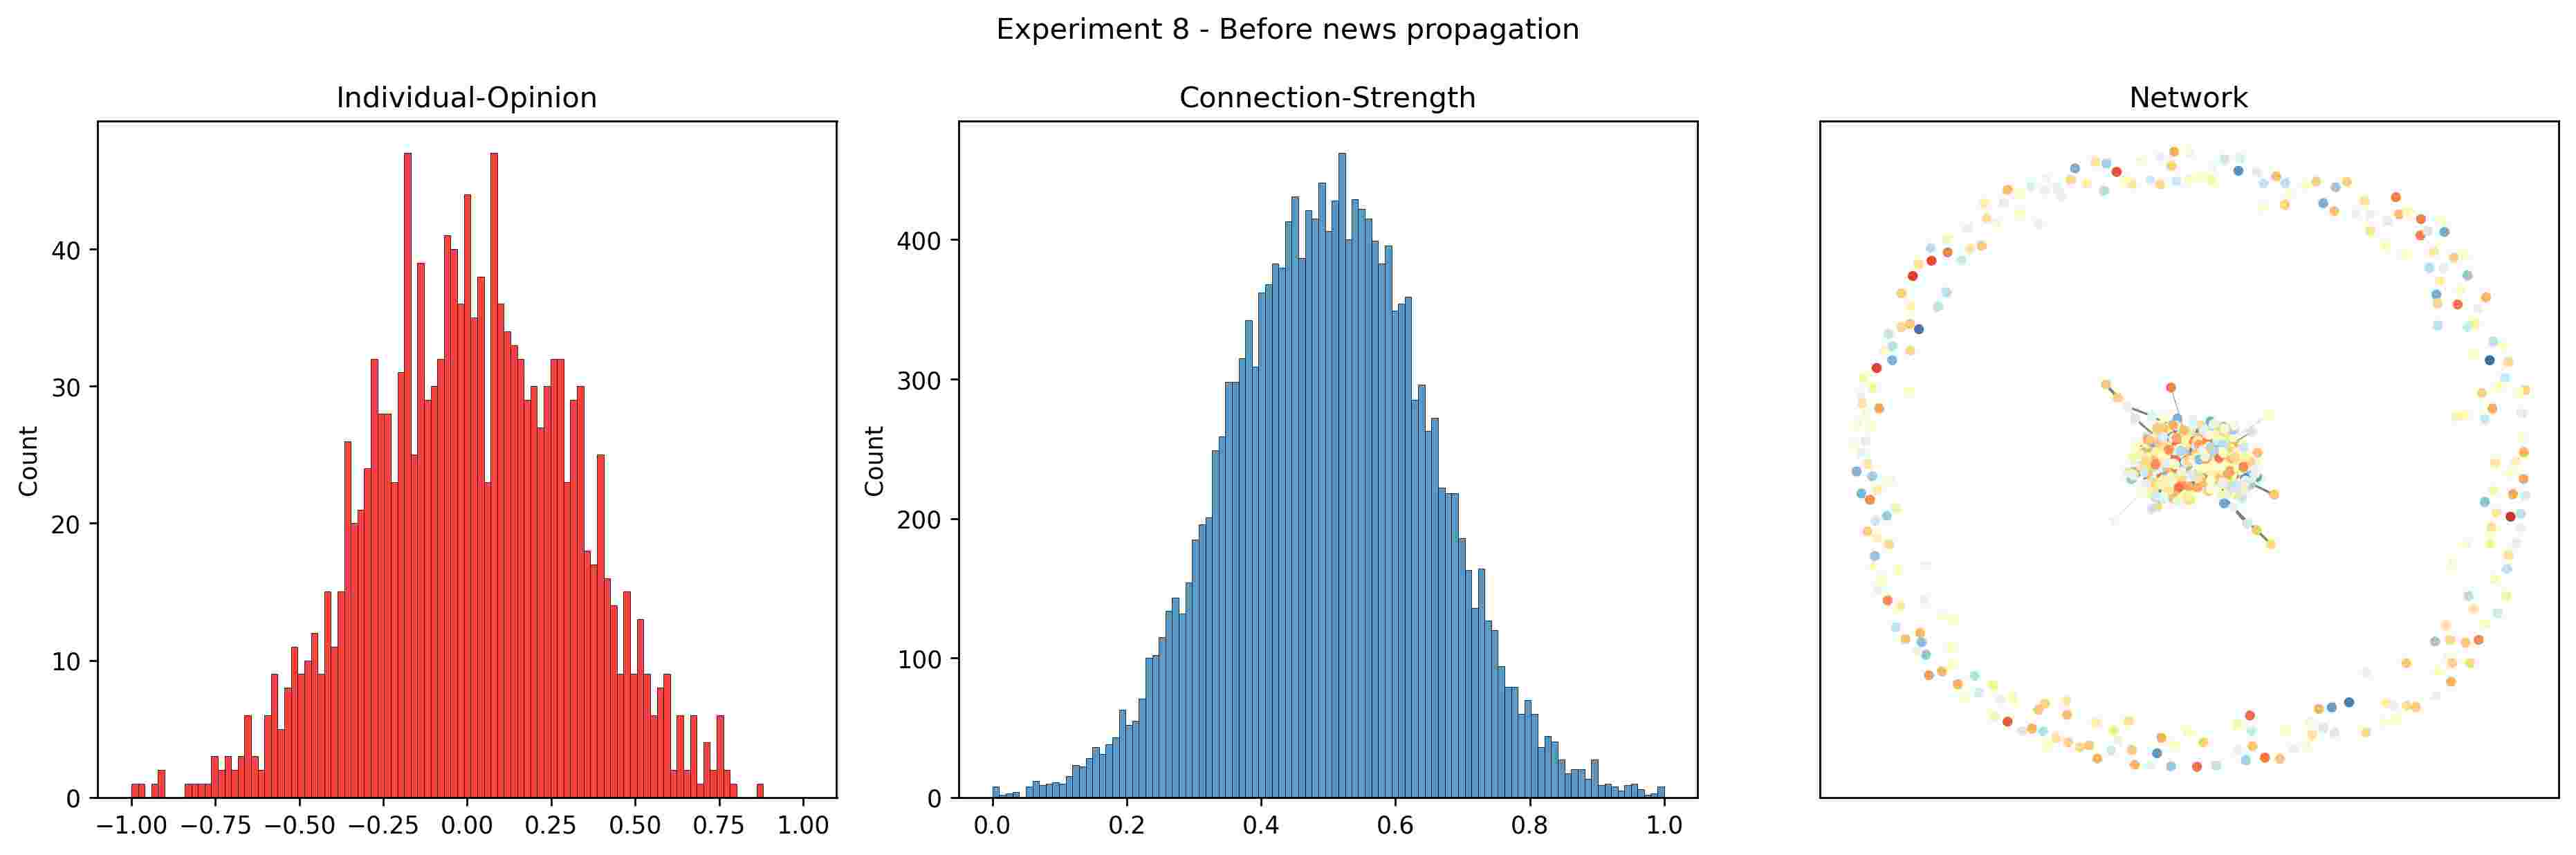 Experiment 8 - Before news propagation
Individual-Opinion
Count
40
30
20
10
0
−1.00 −0.75 −0.50 −0.25 0.00 0.25 0.50 0.75 1.00
Connection-Strength
Count
400
300
200
100
0
0.0 0.2 0.4 0.6 0.8 1.0
Network